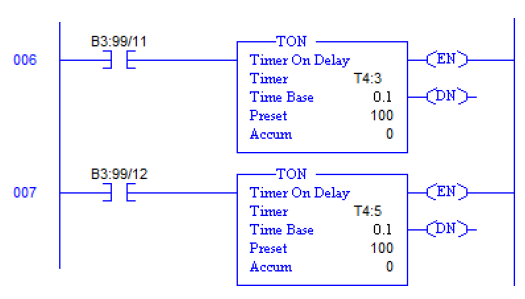 B3:99/11
TON
006
Timer On Delay
EN
Timer T4:3
Time Base 0.1
DN
Preset 100
Accum 0
B3:99/12
TON
007
Timer On Delay
EN
Timer T4:5
Time Base 0.1
DN
Preset 100
Accum 0